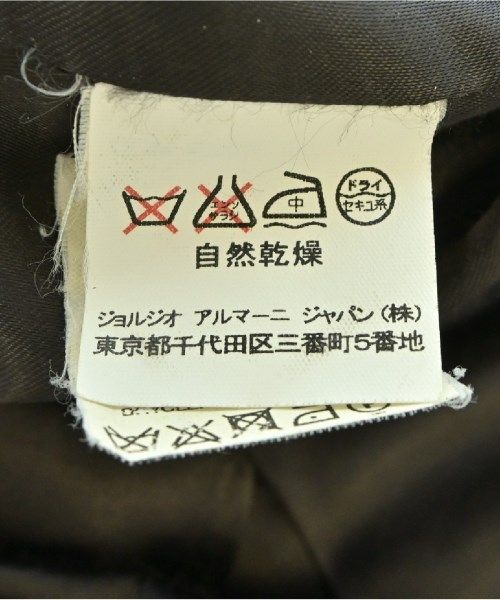 エンソ
サラシ
中
ドライ
セキユ系
自然乾燥
ジョルジオ アルマーニ ジャパン(株)
東京都千代田区三番町5番地